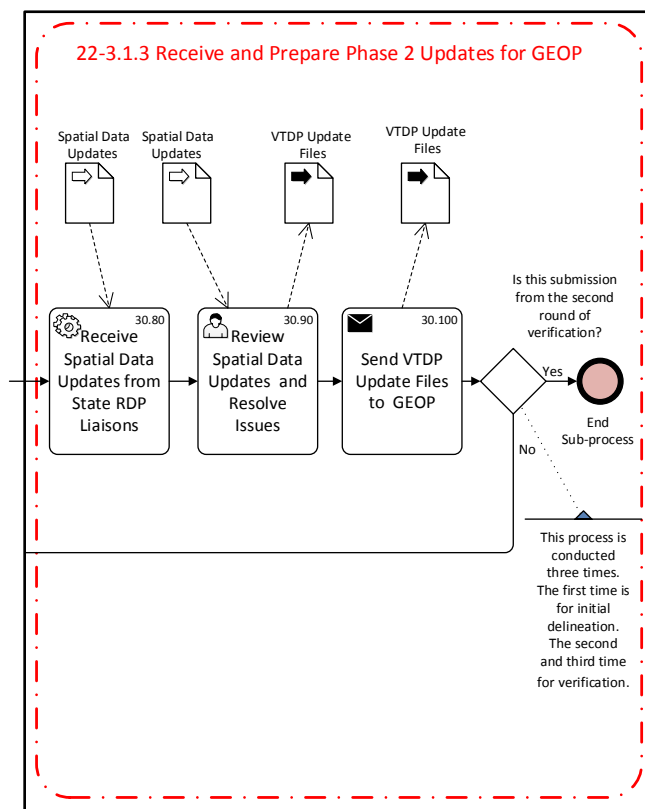 22-3.1.3 Receive and Prepare Phase 2 Updates for GEOP
Spatial Data
Updates
Spatial Data
Updates
VTDP Update
Files
VTDP Update
Files
30.80
Receive
Spatial Data
Updates from
State RDP
Liaisons
30.90
Review
Spatial Data
Updates and
Resolve
Issues
30.100
Send VTDP
Update Files
to GEOP
Is this submission
from the second
round of
verification?
Yes
No
End
Sub-process
This process is
conducted
three times.
The first time is
for initial
delineation.
The second
and third time
for verification.